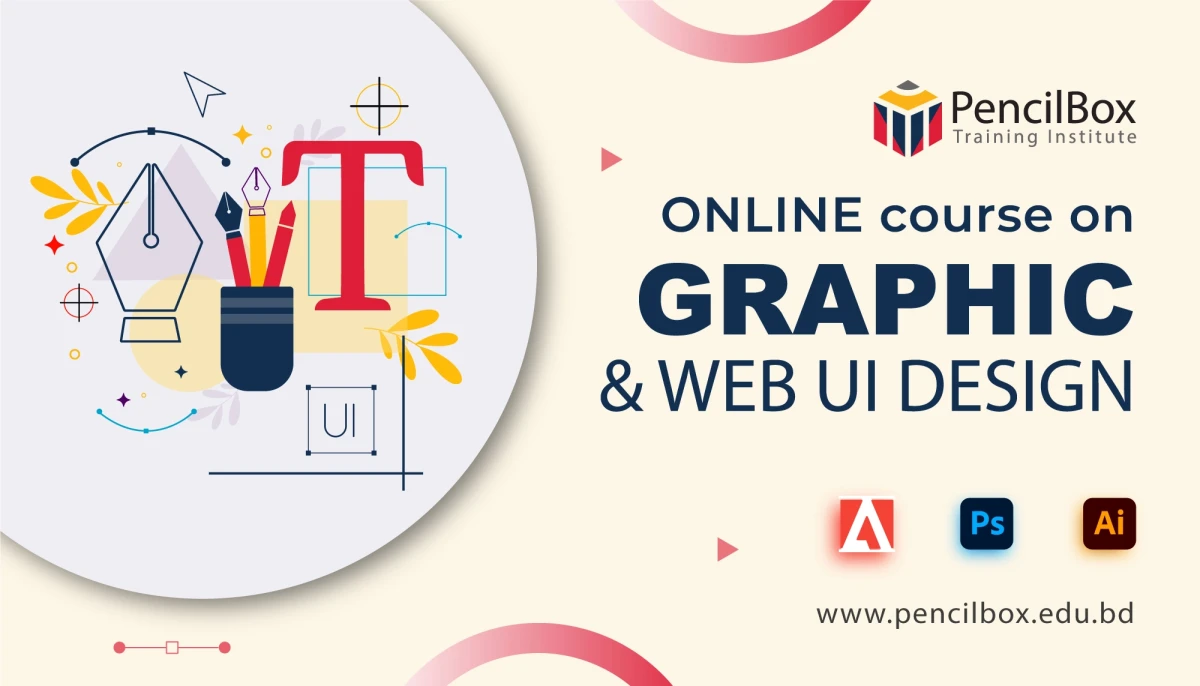 PencilBox
Training Institute
ONLINE course on
GRAPHIC
& WEB UI DESIGN
T
UI
Ps
Ai
www.pencilbox.edu.bd